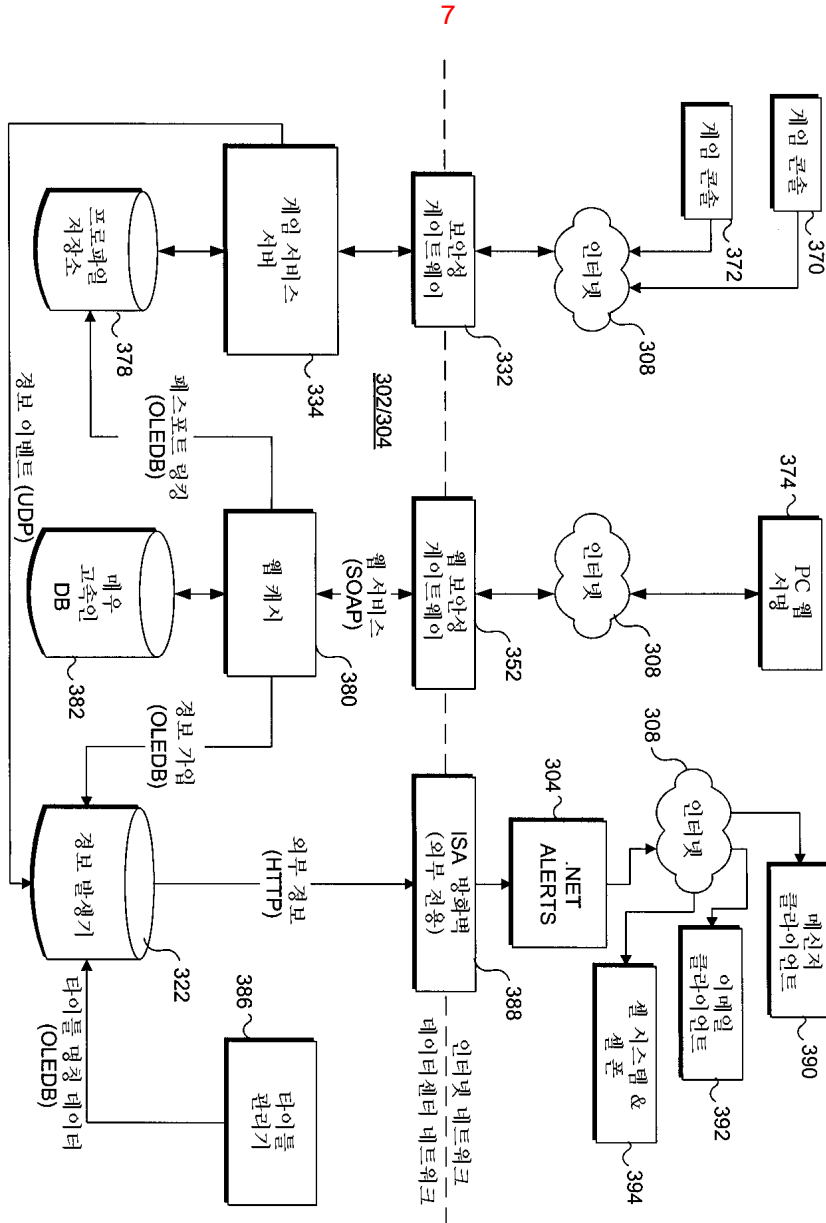 7
게임 콘솔
370
게임 콘솔
372
인터넷
308
보안성
게이트웨이
332
게임 서비스
서버
334
302/304
프로파일
저장소
378
패스포트 링킹
(OLEDB)
경보 이벤트 (UDP)
374
PC 웹
서명
인터넷
308
웹 보안성
게이트웨이
352
웹 서비스
(SOAP)
웹 캐시
380
매우
고속인
DB
382
경보 가입
(OLEDB)
메신저
클라이언트
390
이메일
클라이언트
392
셀 시스템 &
셀 폰
394
308
인터넷
304
.NET
ALERTS
ISA 방화벽
(외부 전용)
388
인터넷 네트워크
데이터센터 네트워크
외부 경보
(HTTP)
경보 발생기
322
386
타이틀
관리기
타이틀 명칭 데이터
(OLEDB)